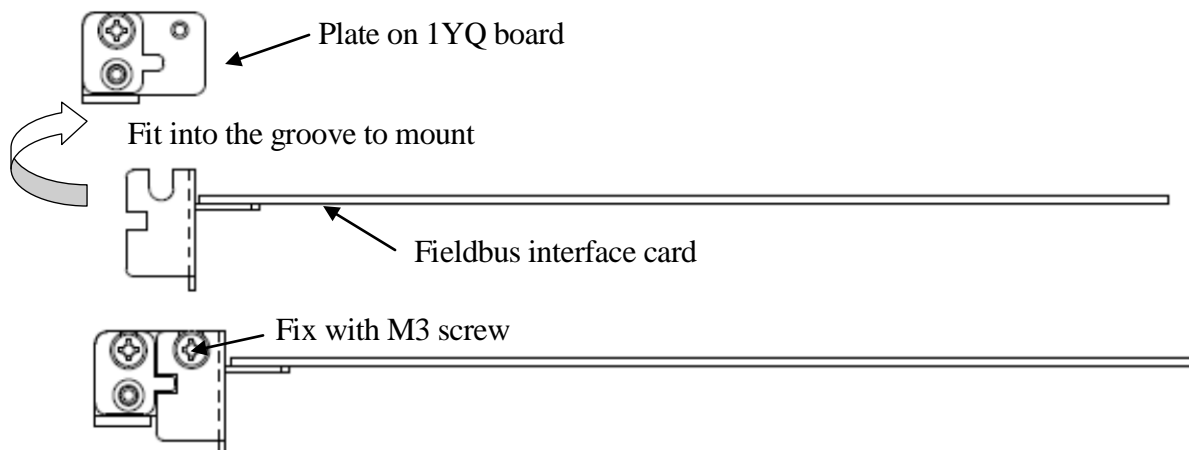 Plate on 1YQ board
Fit into the groove to mount
Fieldbus interface card
Fix with M3 screw